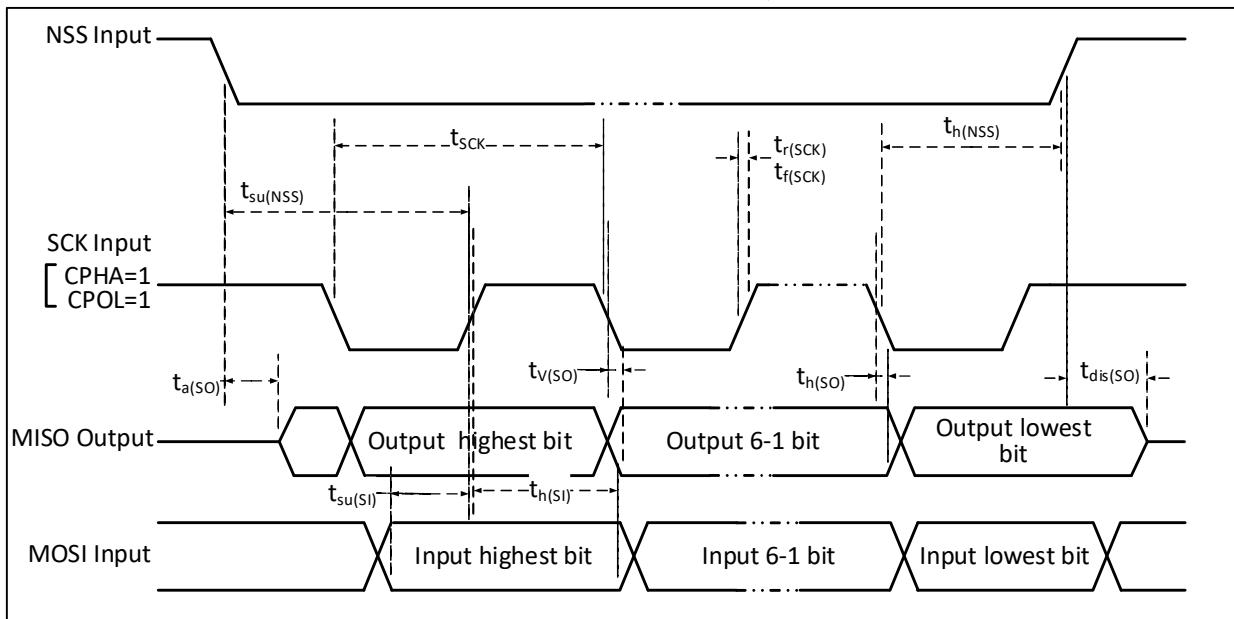 NSS Input
tSCK
tr(SCK)
tf(SCK)
th(NSS)
tsu(NSS)
SCK Input
CPHA=1
CPOL=1
ta(SO)
tV(SO)
th(SO)
tdis(SO)
MISO Output
Output highest bit
Output 6-1 bit
Output lowest
bit
tsu(SI)
th(SI)
MOSI Input
Input highest bit
Input 6-1 bit
Input lowest bit